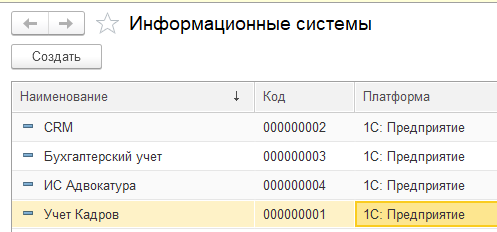 Информационные системы
Создать
Наименование Код Платформа
CRM 000000002 1С: Предприятие
Бухгалтерский учет 000000003 1С: Предприятие
ИС Адвокатура 000000004 1С: Предприятие
Учет Кадров 000000001 1С: Предприятие